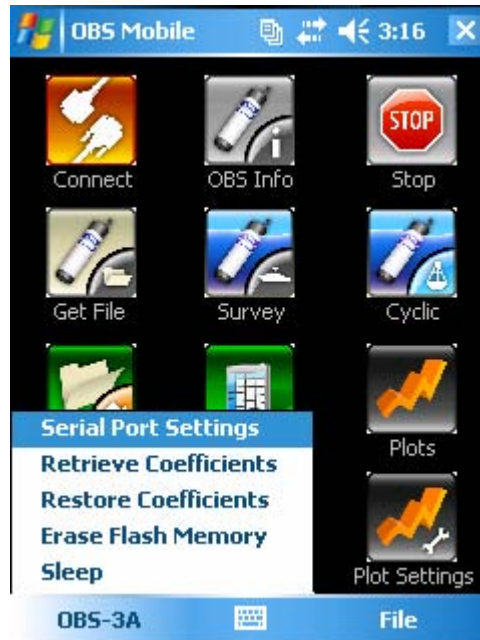 OBS Mobile 3:16
Connect OBS Info Stop
STOP
Get File Survey Cyclic
Plots
Serial Port Settings
Retrieve Coefficients
Restore Coefficients
Erase Flash Memory
Sleep
Plot Settings
OBS-3A File